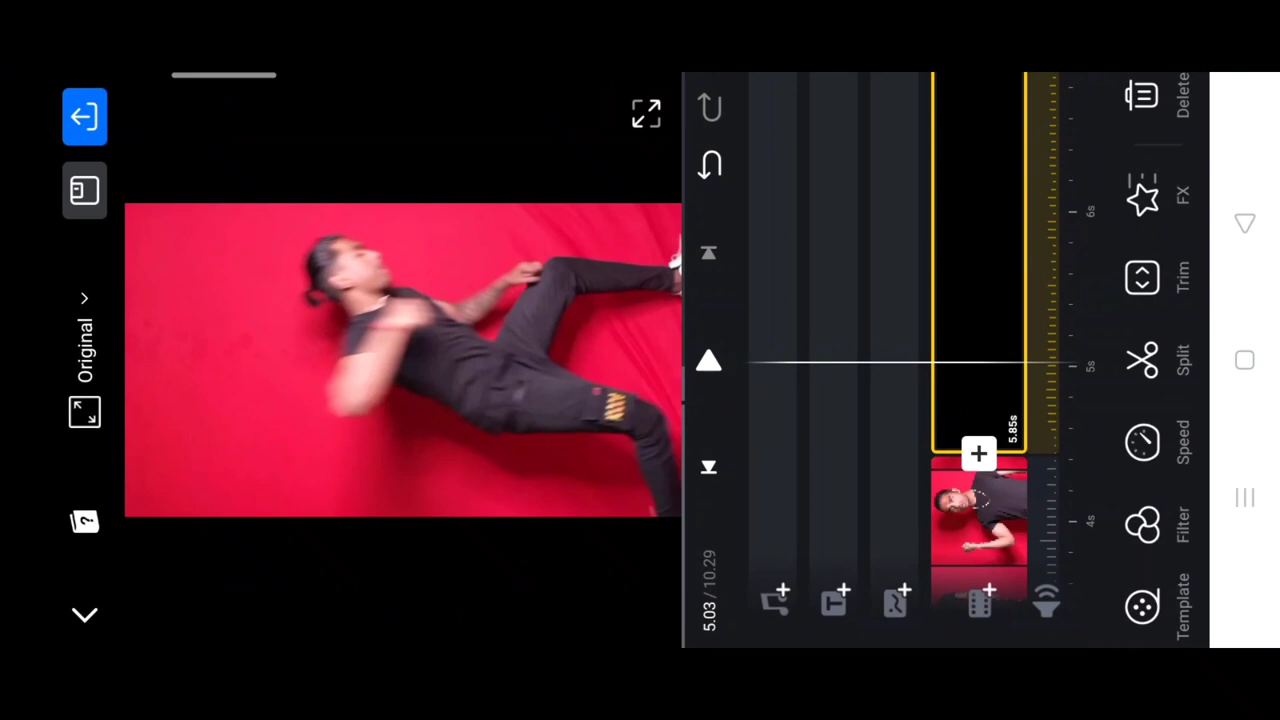 Original
?
5.03 / 10.29
5.85s
4s
5s
6s
Template
Filter
Speed
Split
Trim
FX
Delete